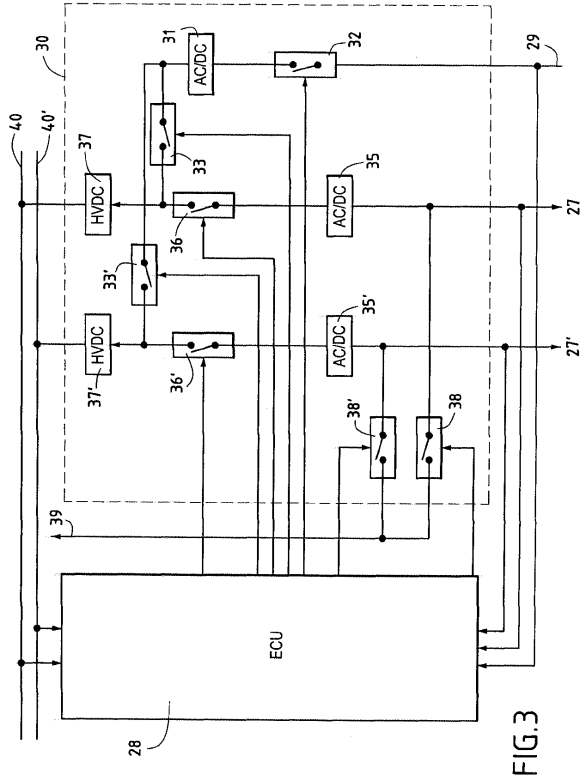 40
40'
30
37
HVDC
31
AC/DC
32
33
36
35
AC/DC
29
27
33'
37'
HVDC
36'
35'
AC/DC
27'
38'
38
39
ECU
28
FIG.3